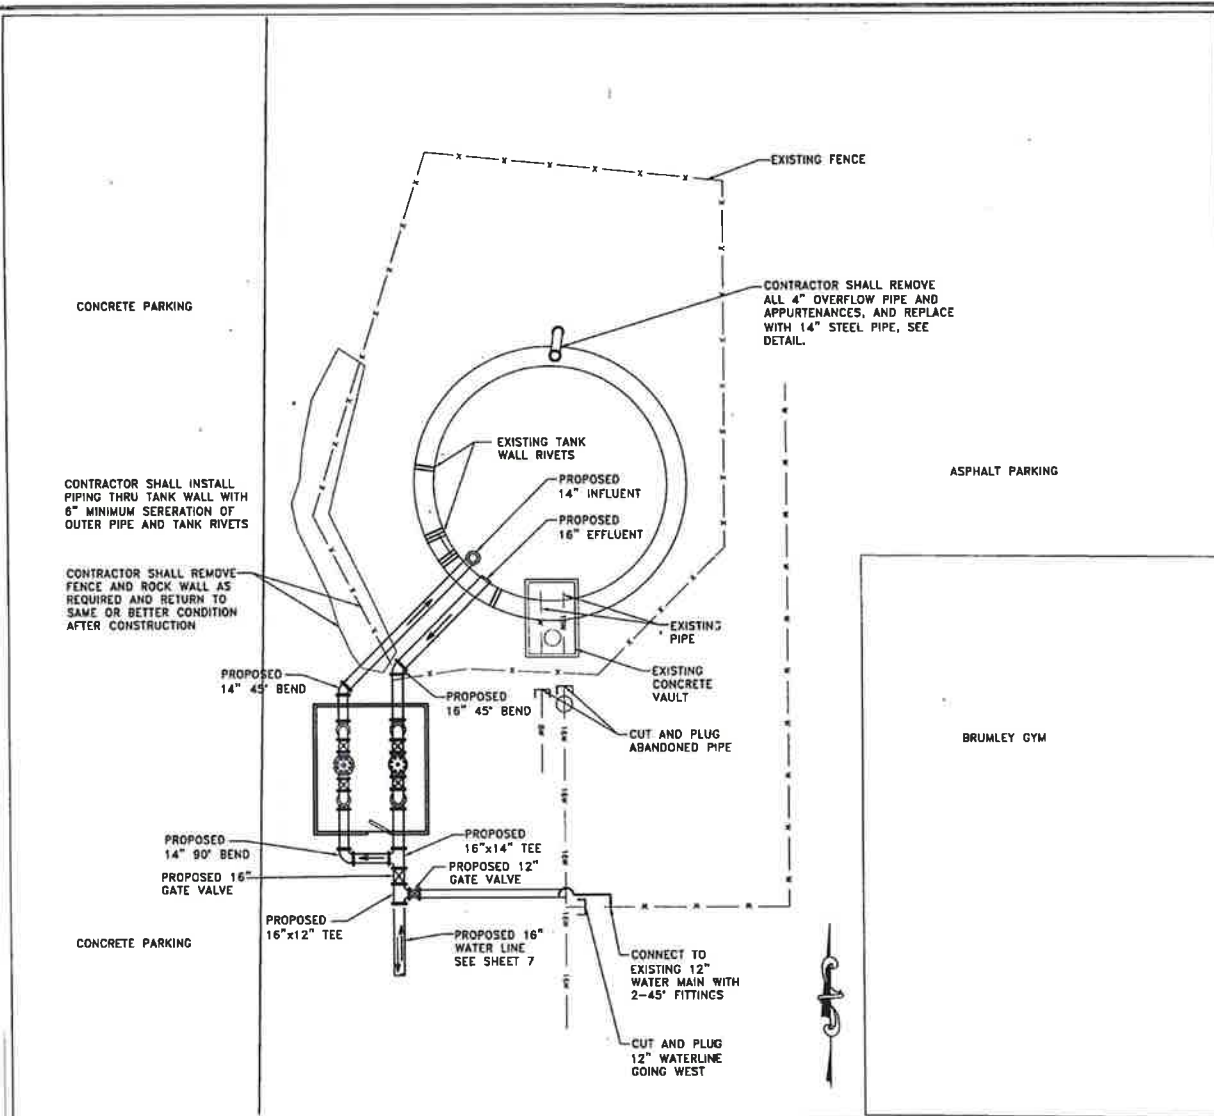 EXISTING FENCE
CONCRETE PARKING
CONTRACTOR SHALL REMOVE
ALL 4" OVERFLOW PIPE AND
APPURTENANCES, AND REPLACE
WITH 14" STEEL PIPE, SEE
DETAIL.
EXISTING TANK
WALL RIVETS
PROPOSED
14" INFLUENT
PROPOSED
16" EFFLUENT
ASPHALT PARKING
CONTRACTOR SHALL INSTALL
PIPING THRU TANK WALL WITH
6" MINIMUM SERERATION OF
OUTER PIPE AND TANK RIVETS
CONTRACTOR SHALL REMOVE
FENCE AND ROCK WALL AS
REQUIRED AND RETURN TO
SAME OR BETTER CONDITION
AFTER CONSTRUCTION
EXISTING
PIPE
EXISTING
CONCRETE
VAULT
PROPOSED
14" 45° BEND
PROPOSED
16" 45° BEND
CUT AND PLUG
ABANDONED PIPE
BRUMLEY GYM
PROPOSED
14" 90° BEND
PROPOSED
16"x14" TEE
PROPOSED 16"
GATE VALVE
PROPOSED 12"
GATE VALVE
PROPOSED
16"x12" TEE
CONCRETE PARKING
PROPOSED 16"
WATER LINE
SEE SHEET 7
CONNECT TO
EXISTING 12"
WATER MAIN WITH
2-45° FITTINGS
CUT AND PLUG
12" WATERLINE
GOING WEST